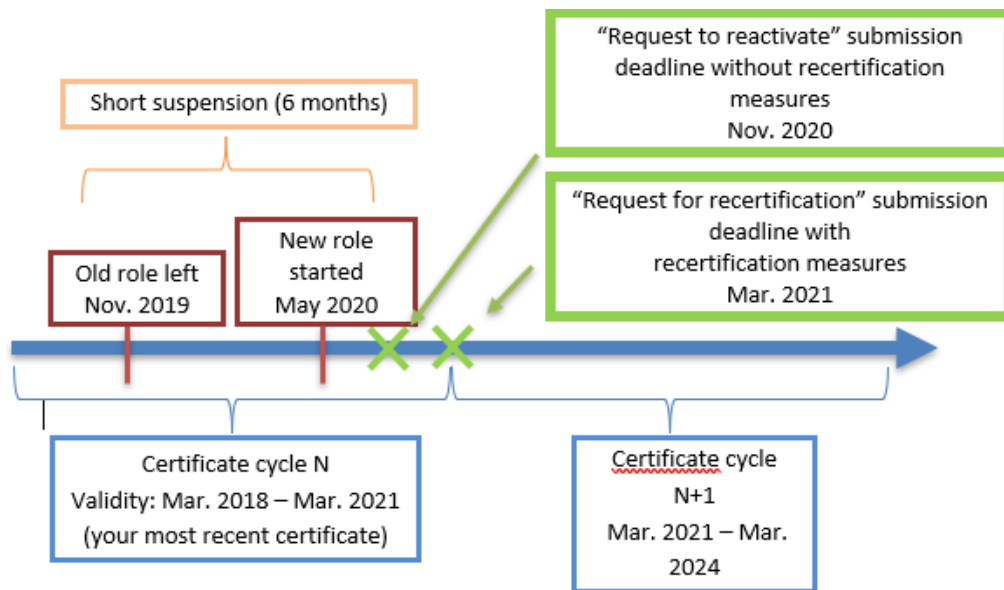 “Request to reactivate” submission
deadline without recertification
measures
Nov. 2020
Short suspension (6 months)
“Request for recertification” submission
deadline with
recertification measures
Mar. 2021
Old role left
Nov. 2019
New role
started
May 2020
Certificate cycle N
Validity: Mar. 2018 – Mar. 2021
(your most recent certificate)
Certificate cycle
N+1
Mar. 2021 – Mar.
2024